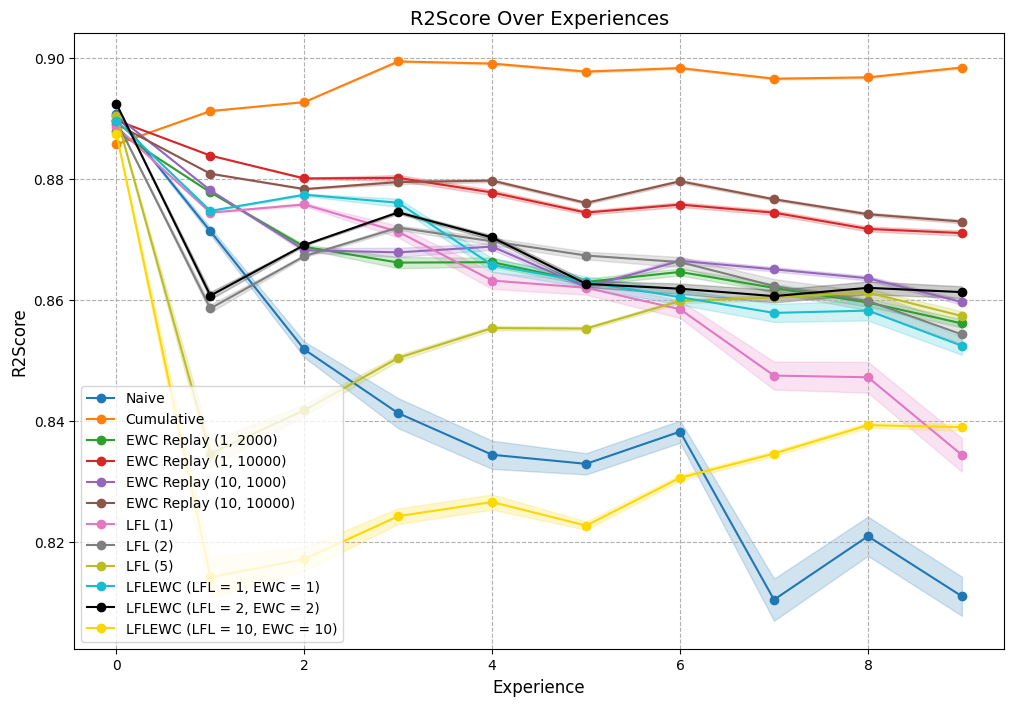 R2Score Over Experiences
0.90
0.88
0.86
0.84
0.82
R2Score
Naive
Cumulative
EWC Replay (1, 2000)
EWC Replay (1, 10000)
EWC Replay (10, 1000)
EWC Replay (10, 10000)
LFL (1)
LFL (2)
LFL (5)
LFLEWC (LFL = 1, EWC = 1)
LFLEWC (LFL = 2, EWC = 2)
LFLEWC (LFL = 10, EWC = 10)
0 2 4 6 8
Experience